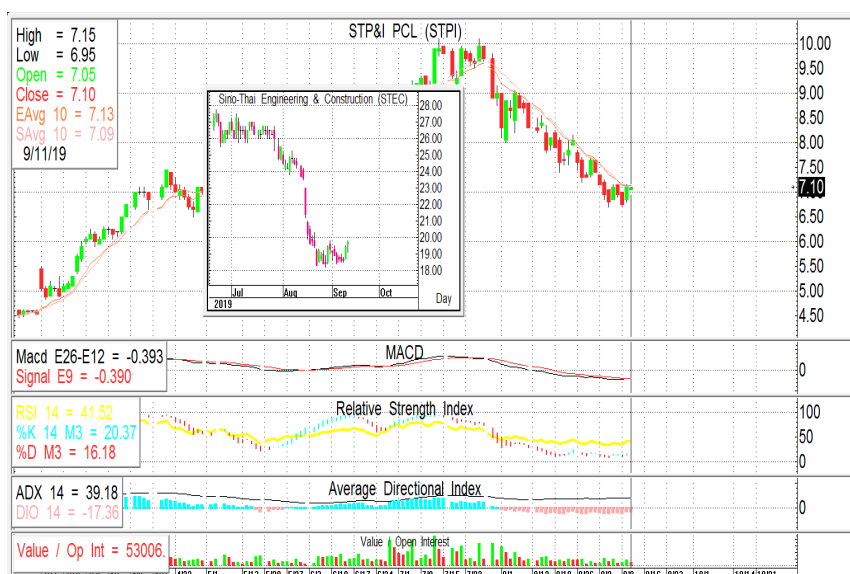 STP&I PCL (STPI)
High = 7.15
Low = 6.95
Open = 7.05
Close = 7.10
EAvg 10 = 7.13
SAvg 10 = 7.09
9/11/19
10.00
9.50
9.00
8.50
8.00
7.50
7.10
6.50
6.00
5.50
5.00
4.50
Sino-Thai Engineering & Construction (STEC)
28.00
27.00
26.00
25.00
24.00
23.00
22.00
21.00
20.00
19.00
18.00
Jul Aug Sep Oct
2019
Day
MACD
Macd E26-E12 = -0.393
Signal E9 = -0.390
0
Relative Strength Index
RSI 14 = 41.52
%K 14 M3 = 20.37
%D M3 = 16.18
100
50
0
Average Directional Index
ADX 14 = 39.18
DIO 14 = -17.36
0
Value / Open Interest
Value / Op Int = 53006.